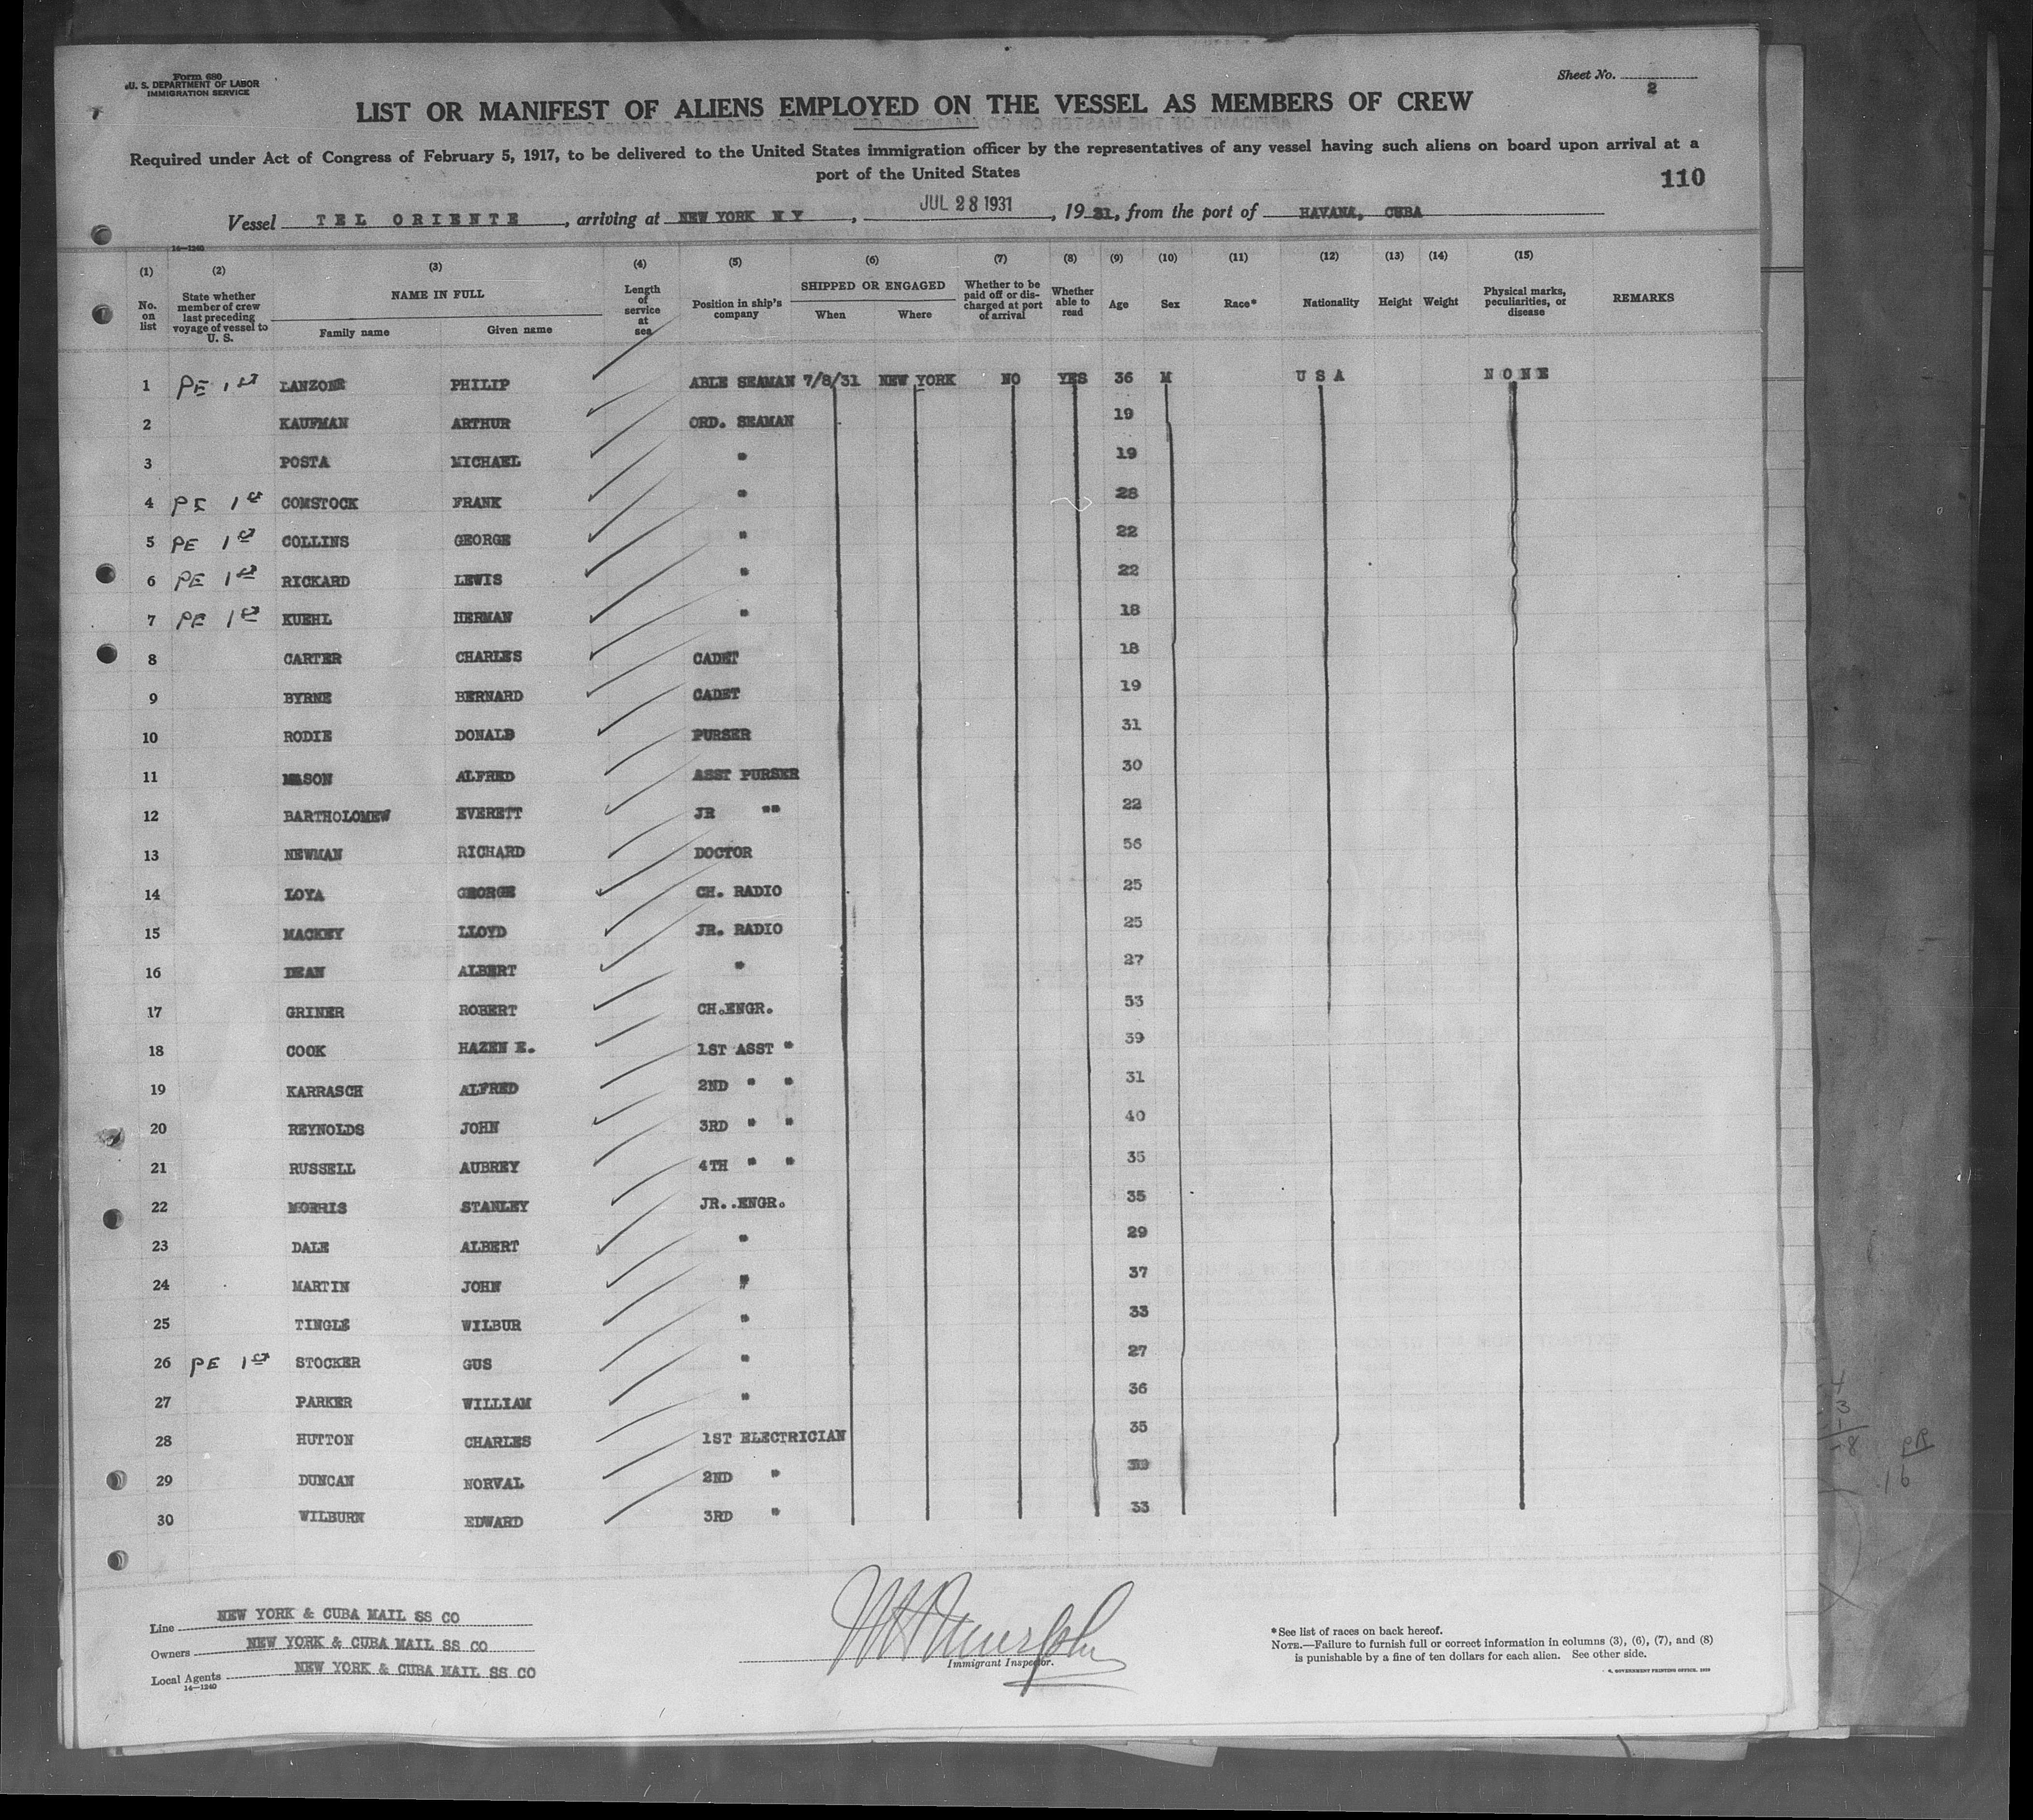 Form 680
U. S. DEPARTMENT OF LABOR
IMMIGRATION SERVICE
Sheet No. 2
LIST OR MANIFEST OF ALIENS EMPLOYED ON THE VESSEL AS MEMBERS OF CREW
Required under Act of Congress of February 5, 1917, to be delivered to the United States immigration officer by the representatives of any vessel having such aliens on board upon arrival at a
port of the United States
110
Vessel TEL ORIENTE, arriving at NEW YORK N Y, JUL 28 1931, 19 31, from the port of HAVANA, CUBA
14—1240
(1) (2) (3) (4) (5) (6) (7) (8) (9) (10) (11) (12) (13) (14) (15)
No. on list State whether member of crew last preceding voyage of vessel to U. S. NAME IN FULL Family name Given name Length of service at sea Position in ship's company SHIPPED OR ENGAGED When Where Whether to be paid off or discharged at port of arrival Whether able to read Age Sex Race* Nationality Height Weight Physical marks, peculiarities, or disease REMARKS
1 PE 1st LANZONE PHILIP ABLE SEAMAN 7/8/31 NEW YORK NO YES 36 M U S A NONE
2 KAUFMAN ARTHUR ORD. SEAMAN 19
3 POSTA MICHAEL " 19
4 PE 1st COMSTOCK FRANK " 28
5 PE 1st COLLINS GEORGE " 22
6 PE 1st RICKARD LEWIS " 22
7 PE 1st KUEHL HERMAN " 18
8 CARTER CHARLES CADET 18
9 BYRNE BERNARD CADET 19
10 RODIE DONALD PURSER 31
11 MASON ALFRED ASST PURSER 30
12 BARTHOLOMEW EVERETT JR "" 22
13 NEWMAN RICHARD DOCTOR 56
14 LOYA GEORGE CH. RADIO 25
15 MACKEY LLOYD JR. RADIO 25
16 DEAN ALBERT " 27
17 GRINER ROBERT CH.ENGR. 53
18 COOK HAZEN E. 1ST ASST " 39
19 KARRASCH ALFRED 2ND " " 31
20 REYNOLDS JOHN 3RD " " 40
21 RUSSELL AUBREY 4TH " " 35
22 MORRIS STANLEY JR..ENGR. 35
23 DALE ALBERT " 29
24 MARTIN JOHN " 37
25 TINGLE WILBUR " 33
26 PE 1st STOCKER GUS " 27
27 PARKER WILLIAM " 36
28 HUTTON CHARLES 1ST ELECTRICIAN 35
29 DUNCAN NORVAL 2ND "
30 WILBURN EDWARD 3RD " 33
Line NEW YORK & CUBA MAIL SS CO
Owners NEW YORK & CUBA MAIL SS CO
Local Agents NEW YORK & CUBA MAIL SS CO
14—1240
Immigrant Inspector.
*See list of races on back hereof.
NOTE.—Failure to furnish full or correct information in columns (3), (6), (7), and (8)
is punishable by a fine of ten dollars for each alien. See other side.